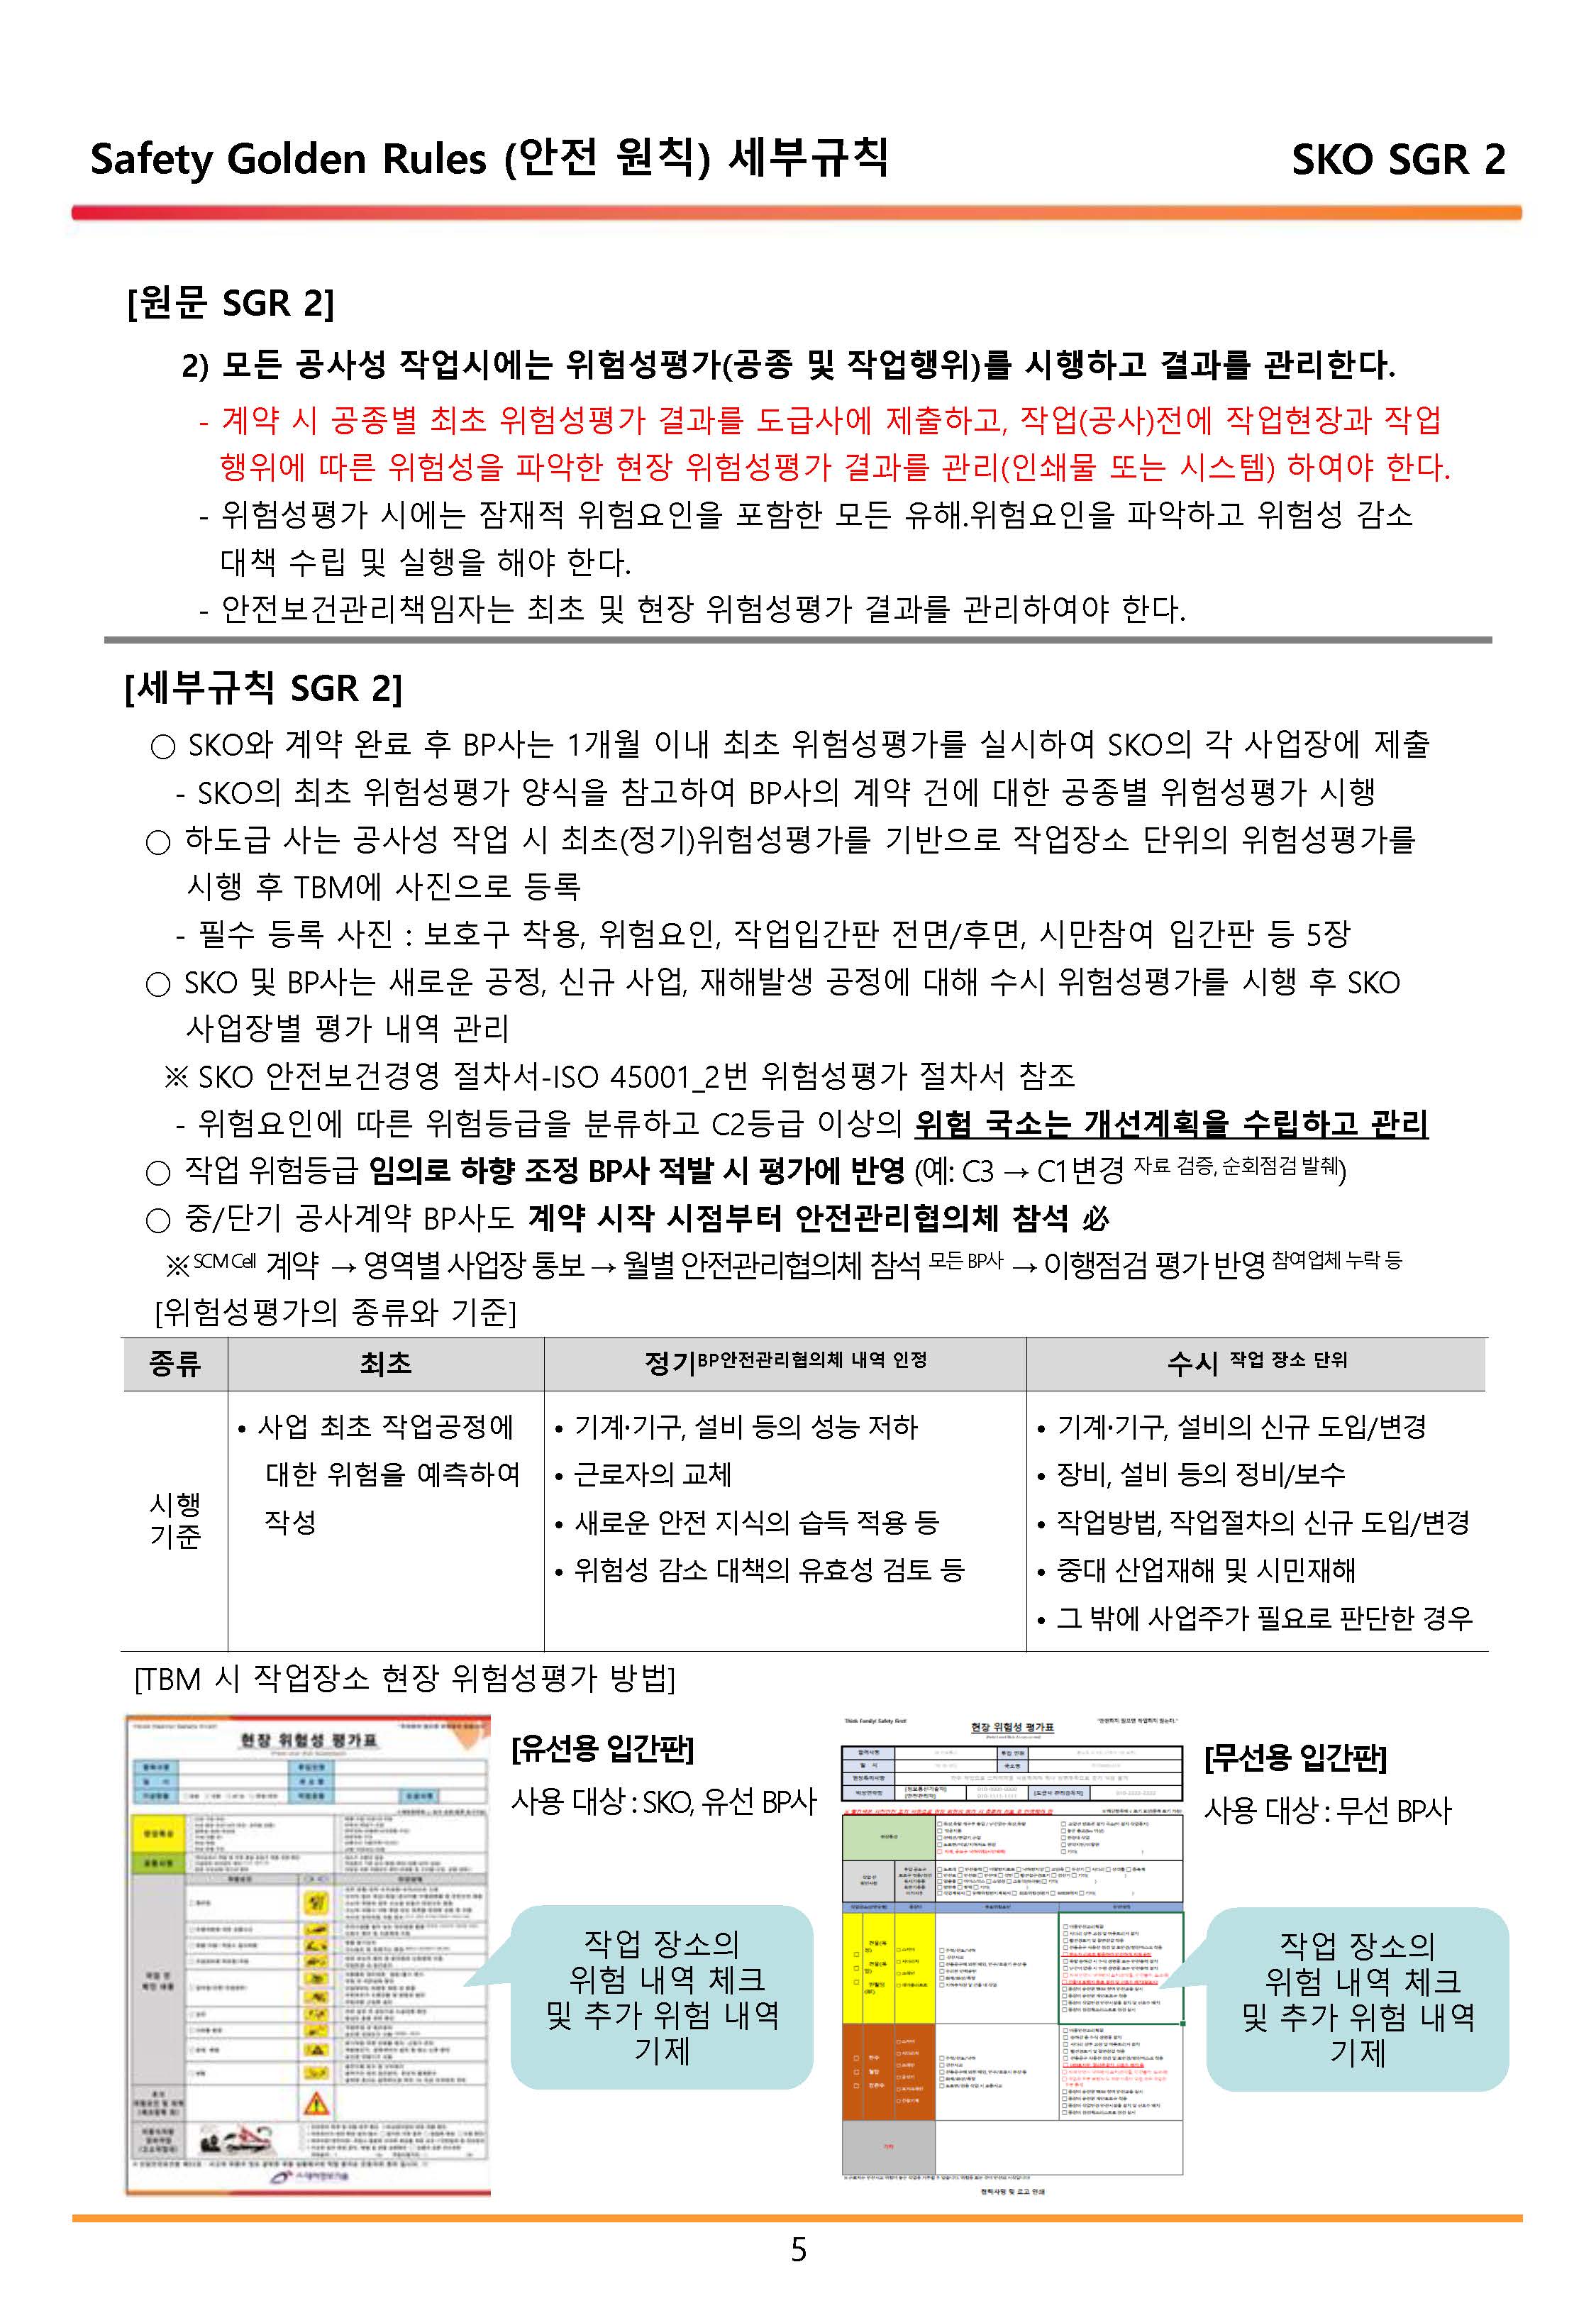 Safety Golden Rules (안전 원칙) 세부규칙
SKO SGR 2
[원문 SGR 2]
2) 모든 공사성 작업시에는 위험성평가(공종 및 작업행위)를 시행하고 결과를 관리한다.
- 계약 시 공종별 최초 위험성평가 결과를 도급사에 제출하고, 작업(공사)전에 작업현장과 작업
행위에 따른 위험성을 파악한 현장 위험성평가 결과를 관리(인쇄물 또는 시스템) 하여야 한다.
- 위험성평가 시에는 잠재적 위험요인을 포함한 모든 유해.위험요인을 파악하고 위험성 감소
대책 수립 및 실행을 해야 한다.
- 안전보건관리책임자는 최초 및 현장 위험성평가 결과를 관리하여야 한다.
[세부규칙 SGR 2]
○ SKO와 계약 완료 후 BP사는 1개월 이내 최초 위험성평가를 실시하여 SKO의 각 사업장에 제출
- SKO의 최초 위험성평가 양식을 참고하여 BP사의 계약 건에 대한 공종별 위험성평가 시행
○ 하도급 사는 공사성 작업 시 최초(정기)위험성평가를 기반으로 작업장소 단위의 위험성평가를
시행 후 TBM에 사진으로 등록
- 필수 등록 사진 : 보호구 착용, 위험요인, 작업입간판 전면/후면, 시만참여 입간판 등 5장
○ SKO 및 BP사는 새로운 공정, 신규 사업, 재해발생 공정에 대해 수시 위험성평가를 시행 후 SKO
사업장별 평가 내역 관리
※ SKO 안전보건경영 절차서-ISO 45001_2번 위험성평가 절차서 참조
- 위험요인에 따른 위험등급을 분류하고 C2등급 이상의 위험 국소는 개선계획을 수립하고 관리
○ 작업 위험등급 임의로 하향 조정 BP사 적발 시 평가에 반영 (예: C3 → C1변경 자료 검증, 순회점검 발췌)
○ 중/단기 공사계약 BP사도 계약 시작 시점부터 안전관리협의체 참석 必
※ SCM Cell 계약 → 영역별 사업장 통보 → 월별 안전관리협의체 참석 모든 BP사 → 이행점검 평가 반영 참여업체 누락 등
[위험성평가의 종류와 기준]
종류 최초 정기BP안전관리협의체 내역 인정 수시 작업 장소 단위
시행
기준
• 사업 최초 작업공정에
대한 위험을 예측하여
작성
• 기계·기구, 설비 등의 성능 저하
• 근로자의 교체
• 새로운 안전 지식의 습득 적용 등
• 위험성 감소 대책의 유효성 검토 등
• 기계·기구, 설비의 신규 도입/변경
• 장비, 설비 등의 정비/보수
• 작업방법, 작업절차의 신규 도입/변경
• 중대 산업재해 및 시민재해
• 그 밖에 사업주가 필요로 판단한 경우
[TBM 시 작업장소 현장 위험성평가 방법]
현장 위험성 평가표
[유선용 입간판]
사용 대상 : SKO, 유선 BP사
작업 장소의
위험 내역 체크
및 추가 위험 내역
기제
Think Family! Safety first!
현장 위험성 평가표
[무선용 입간판]
사용 대상 : 무선 BP사
작업 장소의
위험 내역 체크
및 추가 위험 내역
기제
협력사명 및 로고 인쇄
5